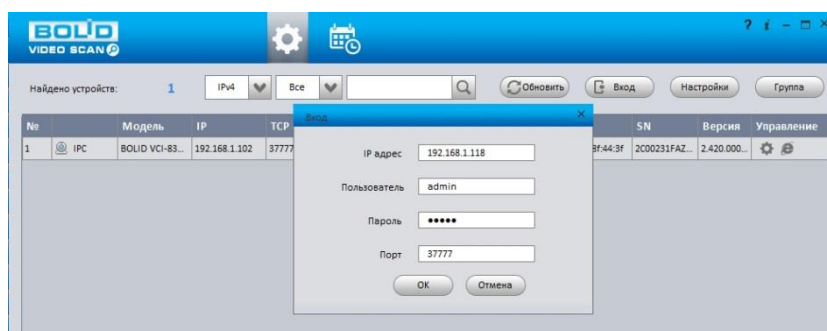 BOLID
VIDEO SCAN
? i
Найдено устройств: 1 IPv4 Все Обновить Вход Настройки Группа
№ Модель IP TCP SN Версия Управление
1 IPC BOLID VCI-83... 192.168.1.102 37777 3f:44:3f 2C00231FAZ... 2.420.000...
Вход
IP адрес 192.168.1.118
Пользователь admin
Пароль •••••
Порт 37777
OK Отмена